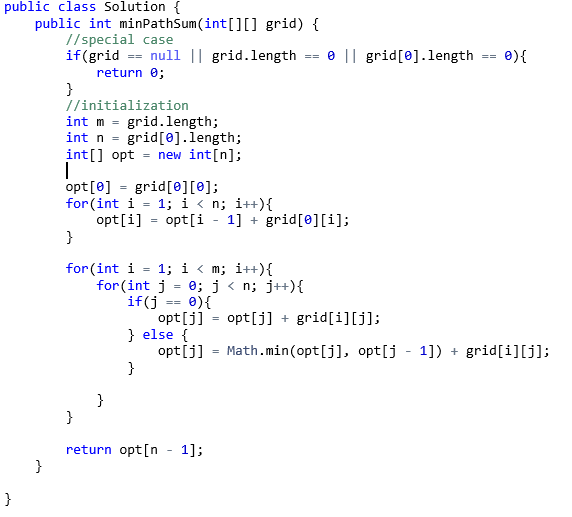 public class Solution {
    public int minPathSum(int[][] grid) {
        //special case
        if(grid == null || grid.length == 0 || grid[0].length == 0){
            return 0;
        }
        //initialization
        int m = grid.length;
        int n = grid[0].length;
        int[] opt = new int[n];
        opt[0] = grid[0][0];
        for(int i = 1; i < n; i++){
            opt[i] = opt[i - 1] + grid[0][i];
        }
        for(int i = 1; i < m; i++){
            for(int j = 0; j < n; j++){
                if(j == 0){
                    opt[j] = opt[j] + grid[i][j];
                } else {
                    opt[j] = Math.min(opt[j], opt[j - 1]) + grid[i][j];
                }
            }
        }
        return opt[n - 1];
    }
}